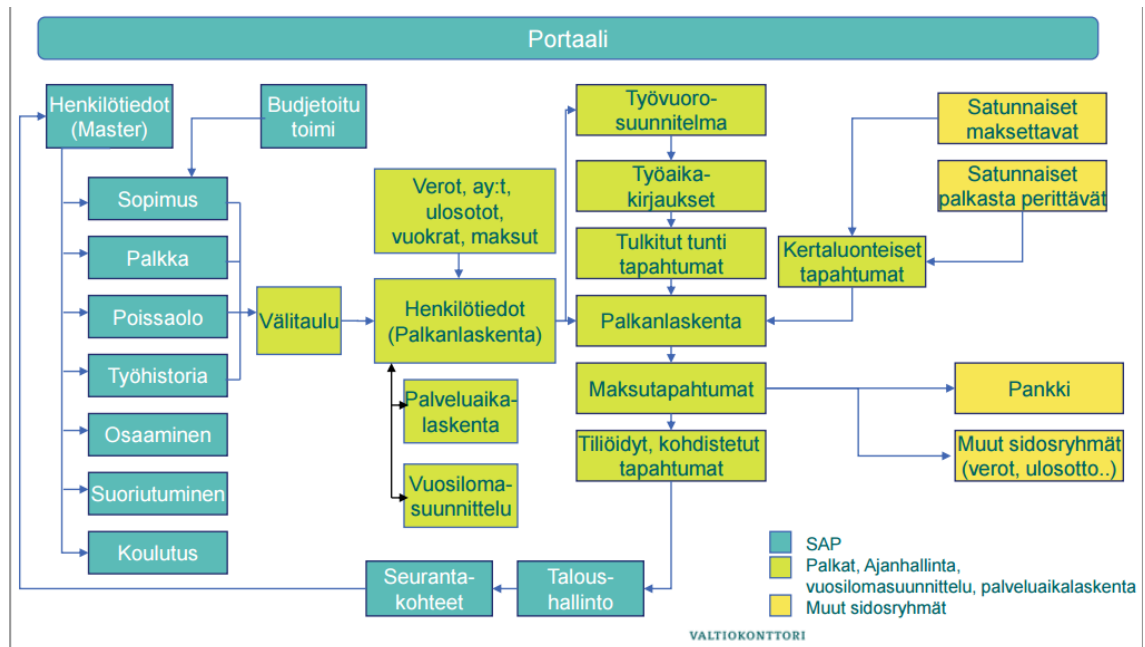 Portaali
Henkilötiedot
(Master)
Budjetoitu
toimi
Sopimus
Palkka
Poissaolo
Työhistoria
Osaaminen
Suoriutuminen
Koulutus
Välitaulu
Verot, ay:t,
ulosotot,
vuokrat, maksut
Henkilötiedot
(Palkanlaskenta)
Palveluaika-
laskenta
Vuosiloma-
suunnittelu
Työvuoro-
suunnitelma
Työaika-
kirjaukset
Tulkitut tunti
tapahtumat
Palkanlaskenta
Maksutapahtumat
Tiliöidyt, kohdistetut
tapahtumat
Satunnaiset
maksettavat
Satunnaiset
palkasta perittävät
Kertaluonteiset
tapahtumat
Pankki
Muut sidosryhmät
(verot, ulosotto..)
Seuranta-
kohteet
Talous-
hallinto
SAP
Palkat, Ajanhallinta,
vuosilomasuunnittelu, palveluaikalaskenta
Muut sidosryhmät
VALTIOKONTTORI